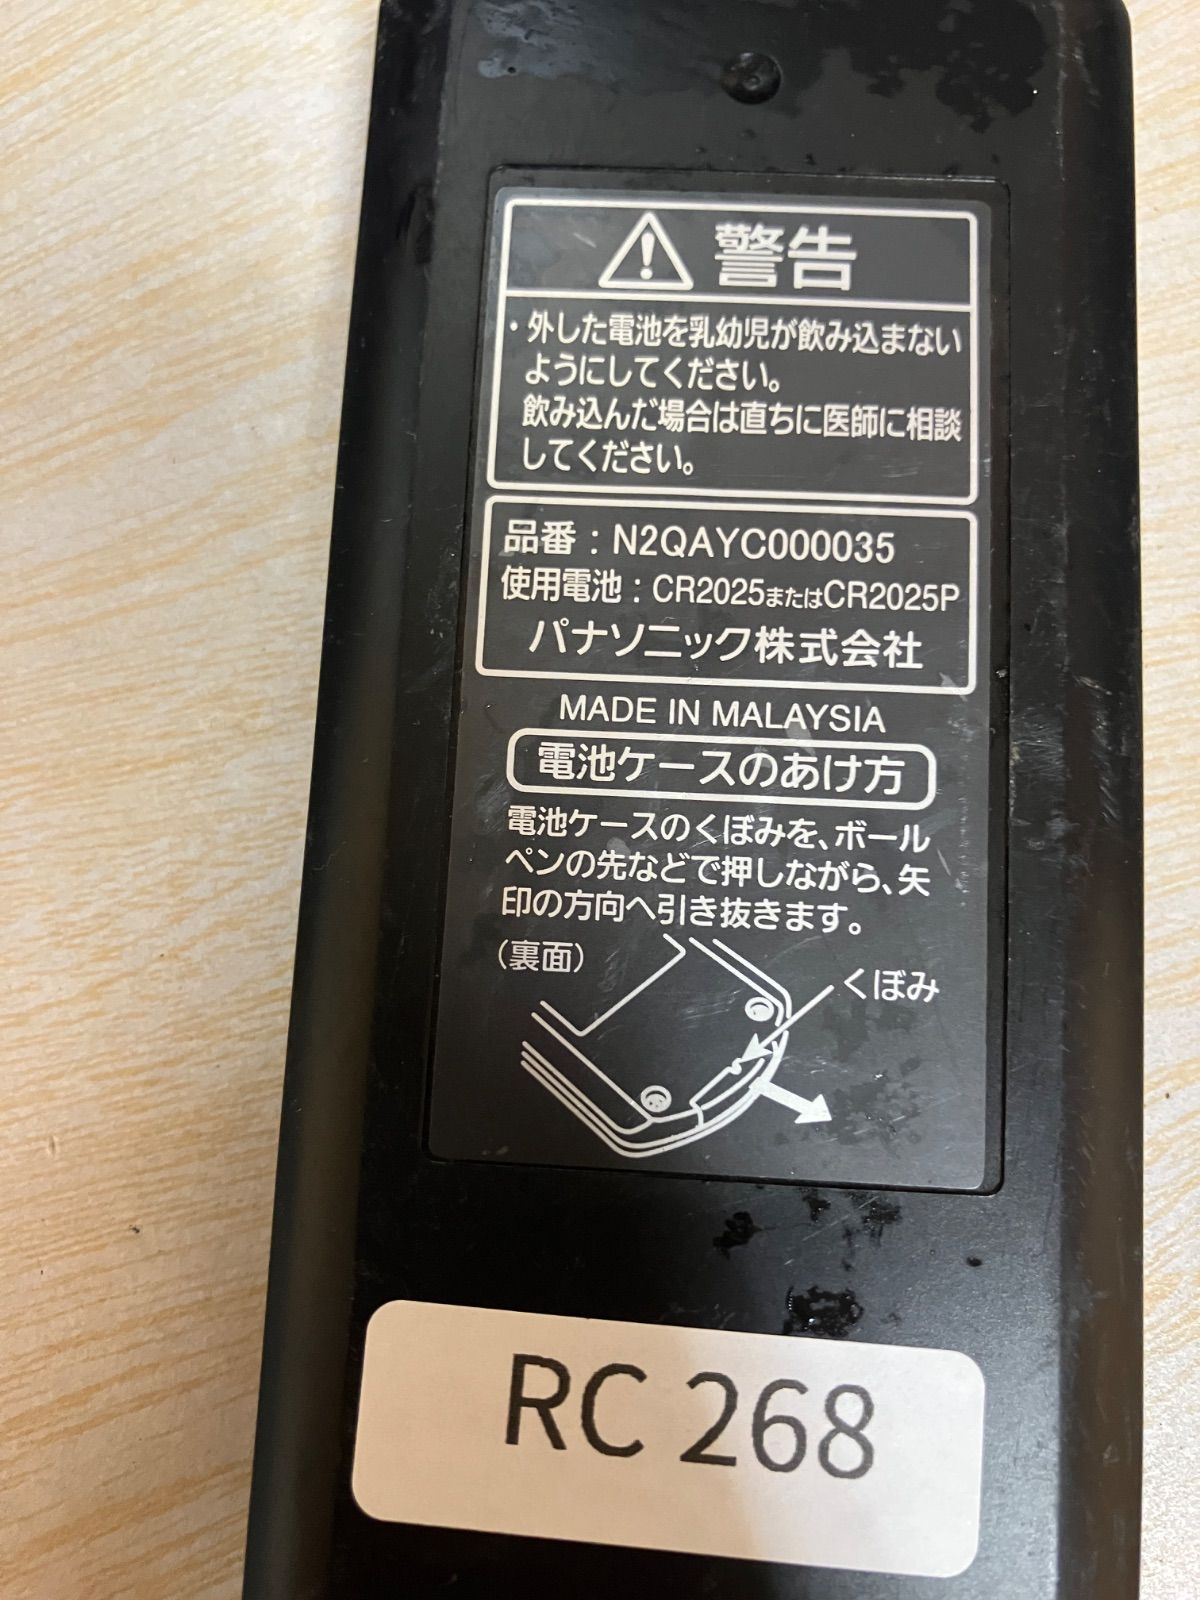 警告
・外した電池を乳幼児が飲み込まない
ようにしてください。
飲み込んだ場合は直ちに医師に相談
してください。
品番：N2QAYC000035
使用電池：CR2025またはCR2025P
パナソニック株式会社
MADE IN MALAYSIA
電池ケースのあけ方
電池ケースのくぼみを、ボール
ペンの先などで押しながら、矢
印の方向へ引き抜きます。
（裏面）
くぼみ
RC 268